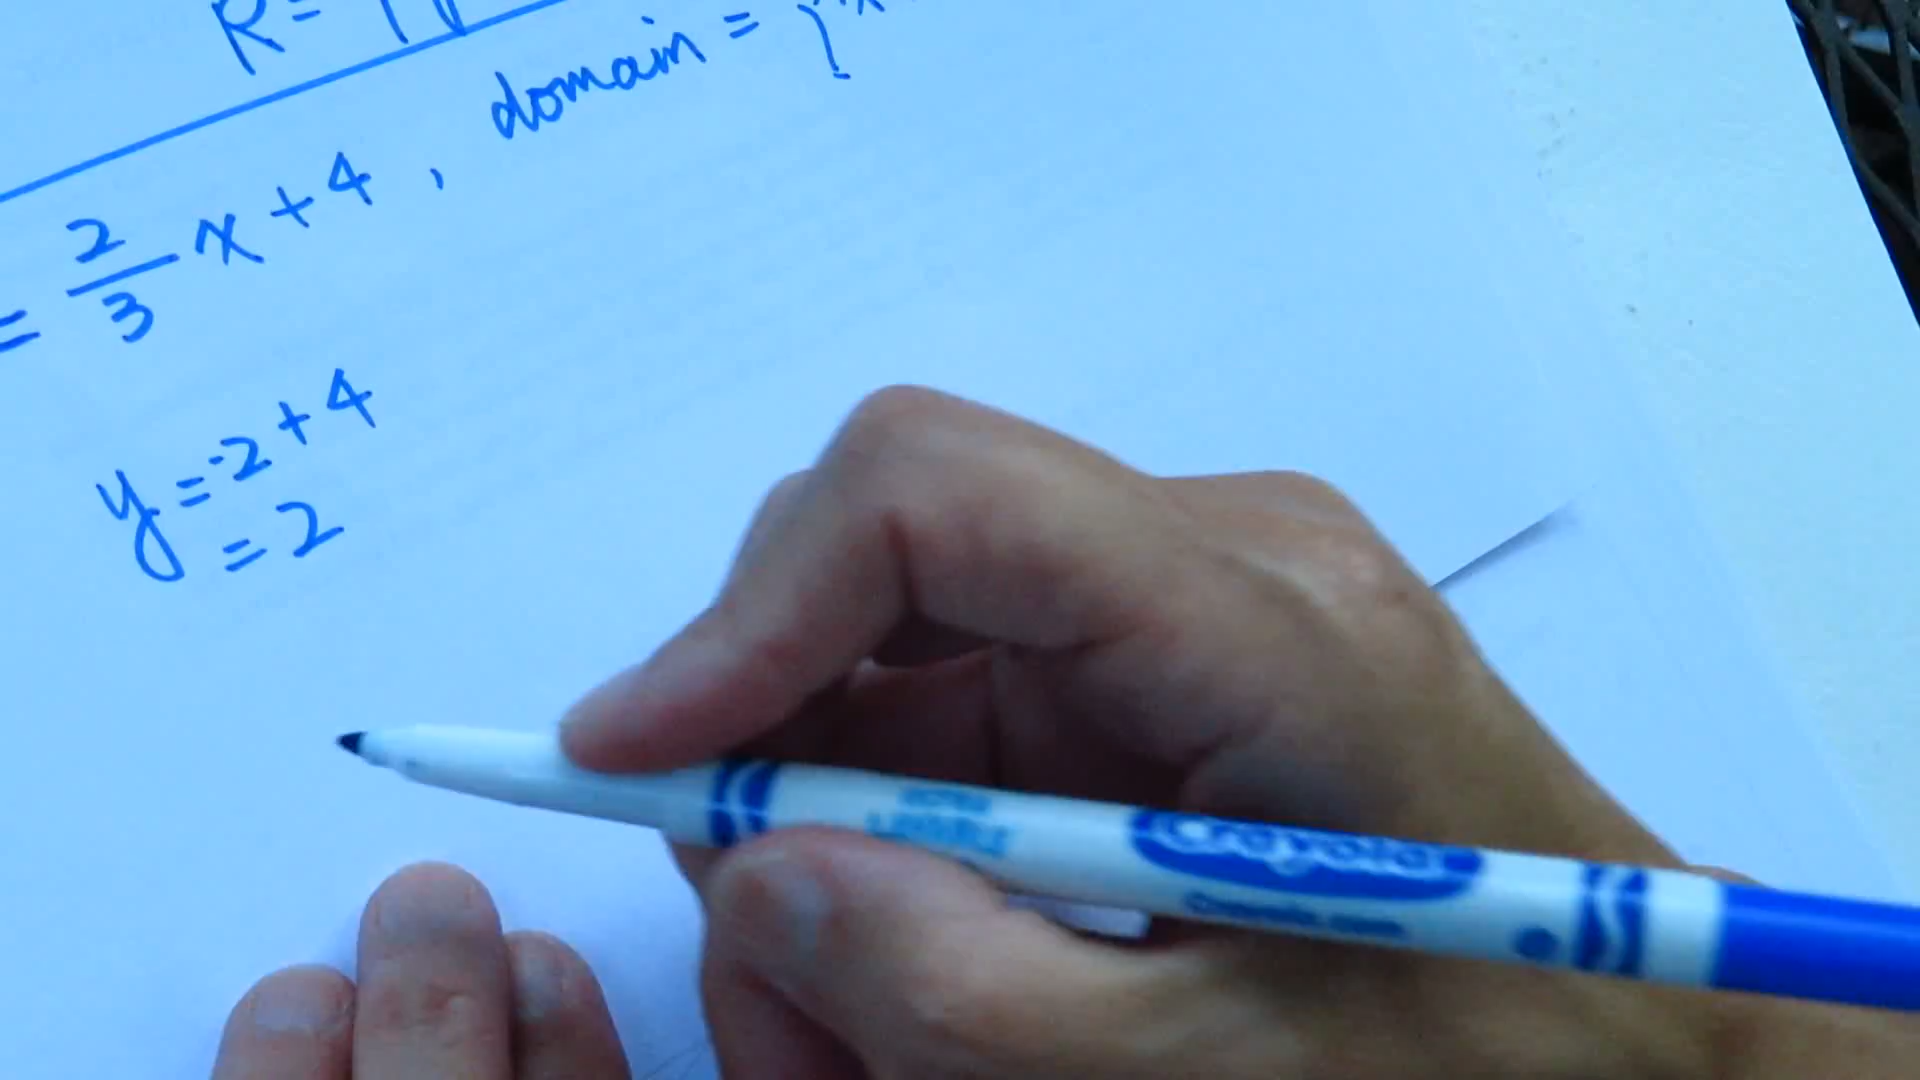 R = {y
= 2/3 x + 4 , domain = {x
y = -2 + 4
= 2
Crayola